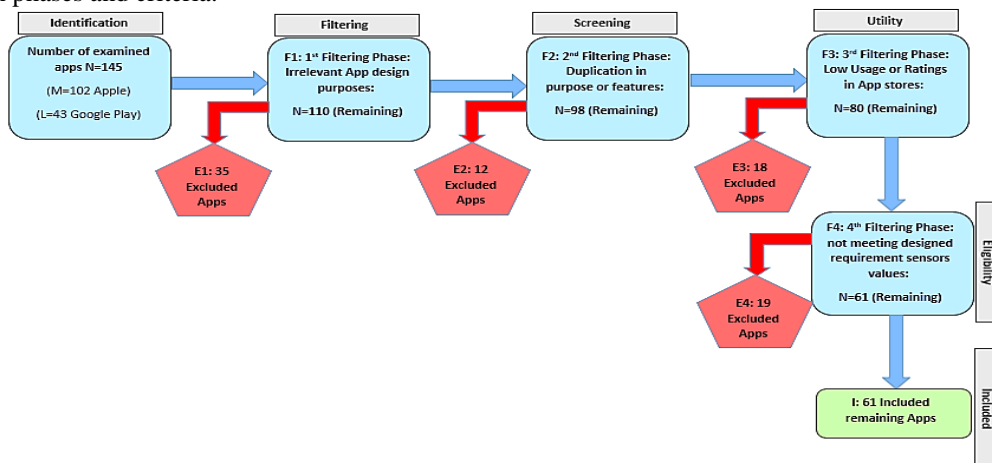 phases and criteria.
Identification
Number of examined
apps N=145
(M=102 Apple)
(L=43 Google Play)
Filtering
F1: 1st Filtering Phase:
Irrelevant App design
purposes:
N=110 (Remaining)
E1: 35
Excluded
Apps
Screening
F2: 2nd Filtering Phase:
Duplication in
purpose or features:
N=98 (Remaining)
E2: 12
Excluded
Apps
Utility
F3: 3rd Filtering Phase:
Low Usage or Ratings
in App stores:
N=80 (Remaining)
E3: 18
Excluded
Apps
Eligibility
F4: 4th Filtering Phase:
not meeting designed
requirement sensors
values:
N=61 (Remaining)
E4: 19
Excluded
Apps
Included
I: 61 Included
remaining Apps